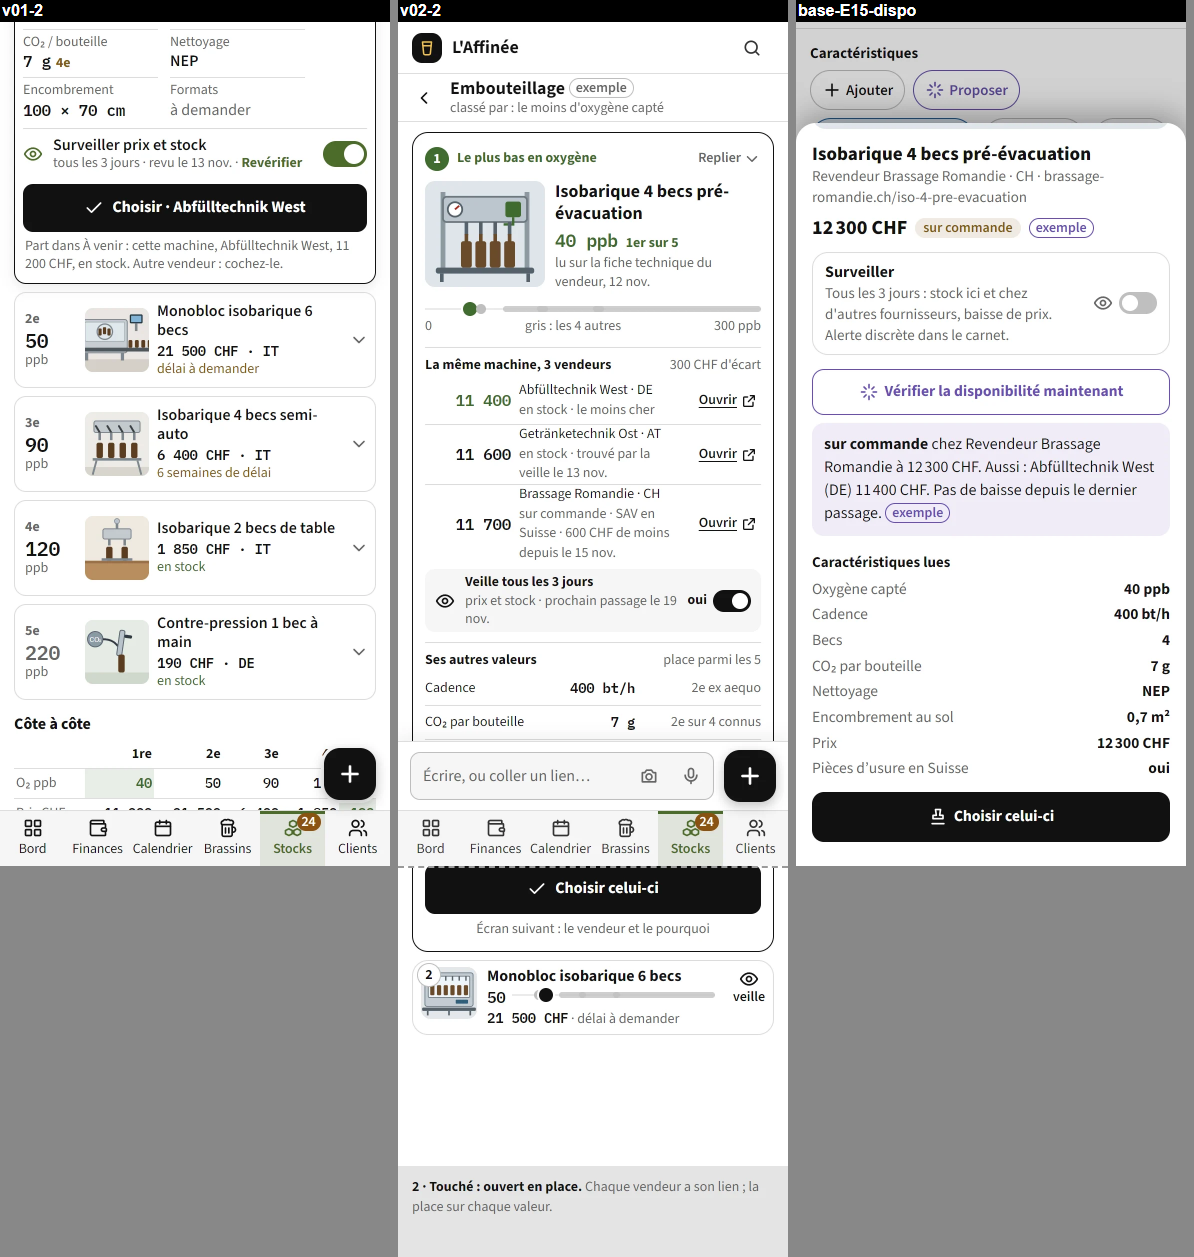 v01-2
CO₂ / bouteille
Nettoyage
7 g 4e
NEP
Encombrement
Formats
100 × 70 cm
à demander
Surveiller prix et stock
tous les 3 jours · revu le 13 nov. · Revérifier
Choisir · Abfülltechnik West
Part dans À venir : cette machine, Abfülltechnik West, 11
200 CHF, en stock. Autre vendeur : cochez-le.
2e
50
ppb
Monobloc isobarique 6
becs
21 500 CHF · IT
délai à demander
3e
90
ppb
Isobarique 4 becs semi-
auto
6 400 CHF · IT
6 semaines de délai
4e
120
ppb
Isobarique 2 becs de table
1 850 CHF · IT
en stock
5e
220
ppb
CO₂
Contre-pression 1 bec à
main
190 CHF · DE
en stock
Côte à côte
1re 2e 3e
O₂ ppb 40 50 90 1
24
Bord Finances Calendrier Brassins Stocks Clients
v02-2
L'Affinée
Embouteillage exemple
classé par : le moins d'oxygène capté
1 Le plus bas en oxygène Replier
Isobarique 4 becs pré-
évacuation
40 ppb 1er sur 5
lu sur la fiche technique du
vendeur, 12 nov.
0 gris : les 4 autres 300 ppb
La même machine, 3 vendeurs 300 CHF d'écart
Abfülltechnik West · DE
11 400 Ouvrir
en stock · le moins cher
Getränketechnik Ost · AT
11 600 en stock · trouvé par la Ouvrir
veille le 13 nov.
Brassage Romandie · CH
sur commande · SAV en
11 700 Ouvrir
Suisse · 600 CHF de moins
depuis le 15 nov.
Veille tous les 3 jours
prix et stock · prochain passage le 19 oui
nov.
Ses autres valeurs place parmi les 5
Cadence 400 bt/h 2e ex aequo
CO₂ par bouteille 7 g 2e sur 4 connus
Écrire, ou coller un lien…
24
Bord Finances Calendrier Brassins Stocks Clients
Choisir celui-ci
Écran suivant : le vendeur et le pourquoi
2 Monobloc isobarique 6 becs
50
veille
21 500 CHF · délai à demander
2 · Touché : ouvert en place. Chaque vendeur a son lien ; la
place sur chaque valeur.
base-E15-dispo
Caractéristiques
Ajouter Proposer
Isobarique 4 becs pré-évacuation
Revendeur Brassage Romandie · CH · brassage-
romandie.ch/iso-4-pre-evacuation
12 300 CHF sur commande exemple
Surveiller
Tous les 3 jours : stock ici et chez
d'autres fournisseurs, baisse de prix.
Alerte discrète dans le carnet.
Vérifier la disponibilité maintenant
sur commande chez Revendeur Brassage
Romandie à 12 300 CHF. Aussi : Abfülltechnik West
(DE) 11 400 CHF. Pas de baisse depuis le dernier
passage. exemple
Caractéristiques lues
Oxygène capté 40 ppb
Cadence 400 bt/h
Becs 4
CO₂ par bouteille 7 g
Nettoyage NEP
Encombrement au sol 0,7 m²
Prix 12 300 CHF
Pièces d'usure en Suisse oui
Choisir celui-ci